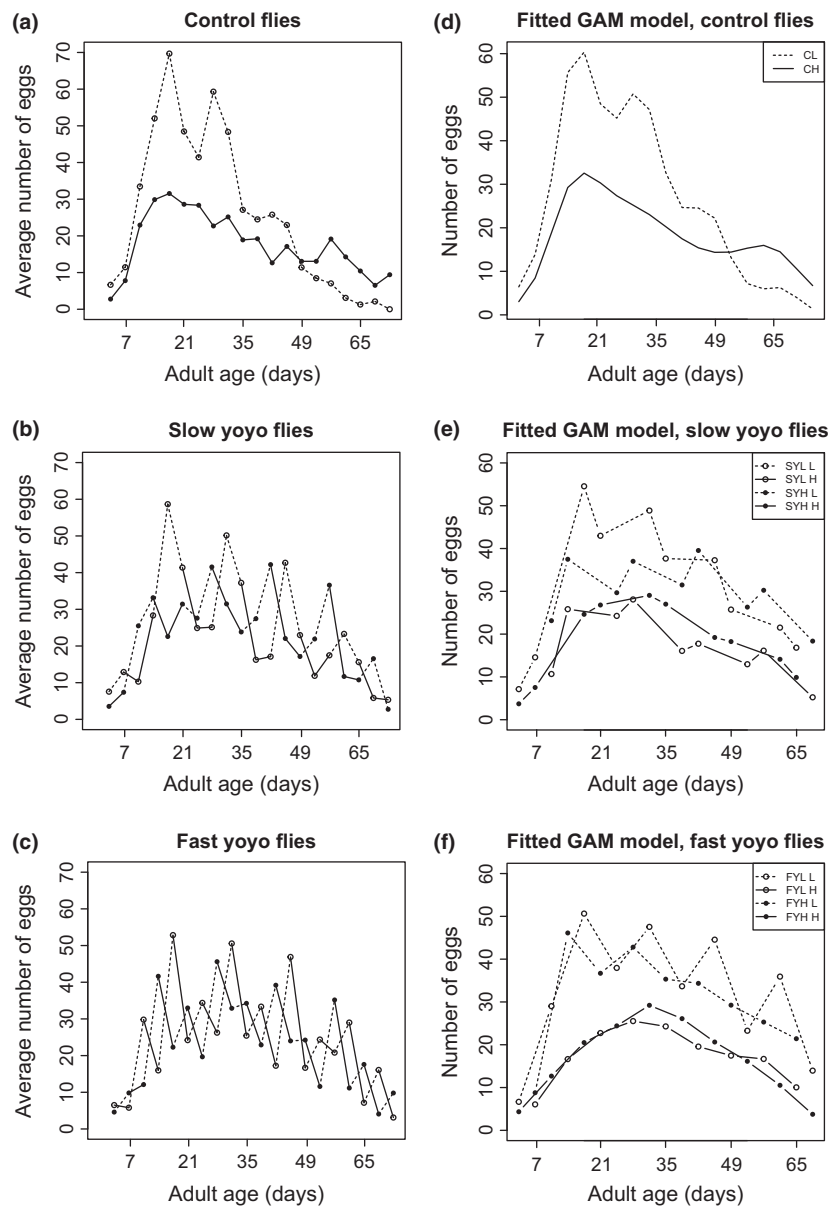 (a)
Control flies
Average number of eggs
70
60
50
40
30
20
10
0
7 21 35 49 65
Adult age (days)
(d)
Fitted GAM model, control flies
Number of eggs
60
50
40
30
20
10
0
CL
CH
7 21 35 49 65
Adult age (days)
(b)
Slow yoyo flies
Average number of eggs
70
60
50
40
30
20
10
0
7 21 35 49 65
Adult age (days)
(e)
Fitted GAM model, slow yoyo flies
Number of eggs
60
50
40
30
20
10
0
SYL L
SYL H
SYH L
SYH H
7 21 35 49 65
Adult age (days)
(c)
Fast yoyo flies
Average number of eggs
70
60
50
40
30
20
10
0
7 21 35 49 65
Adult age (days)
(f)
Fitted GAM model, fast yoyo flies
Number of eggs
60
50
40
30
20
10
0
FYL L
FYL H
FYH L
FYH H
7 21 35 49 65
Adult age (days)